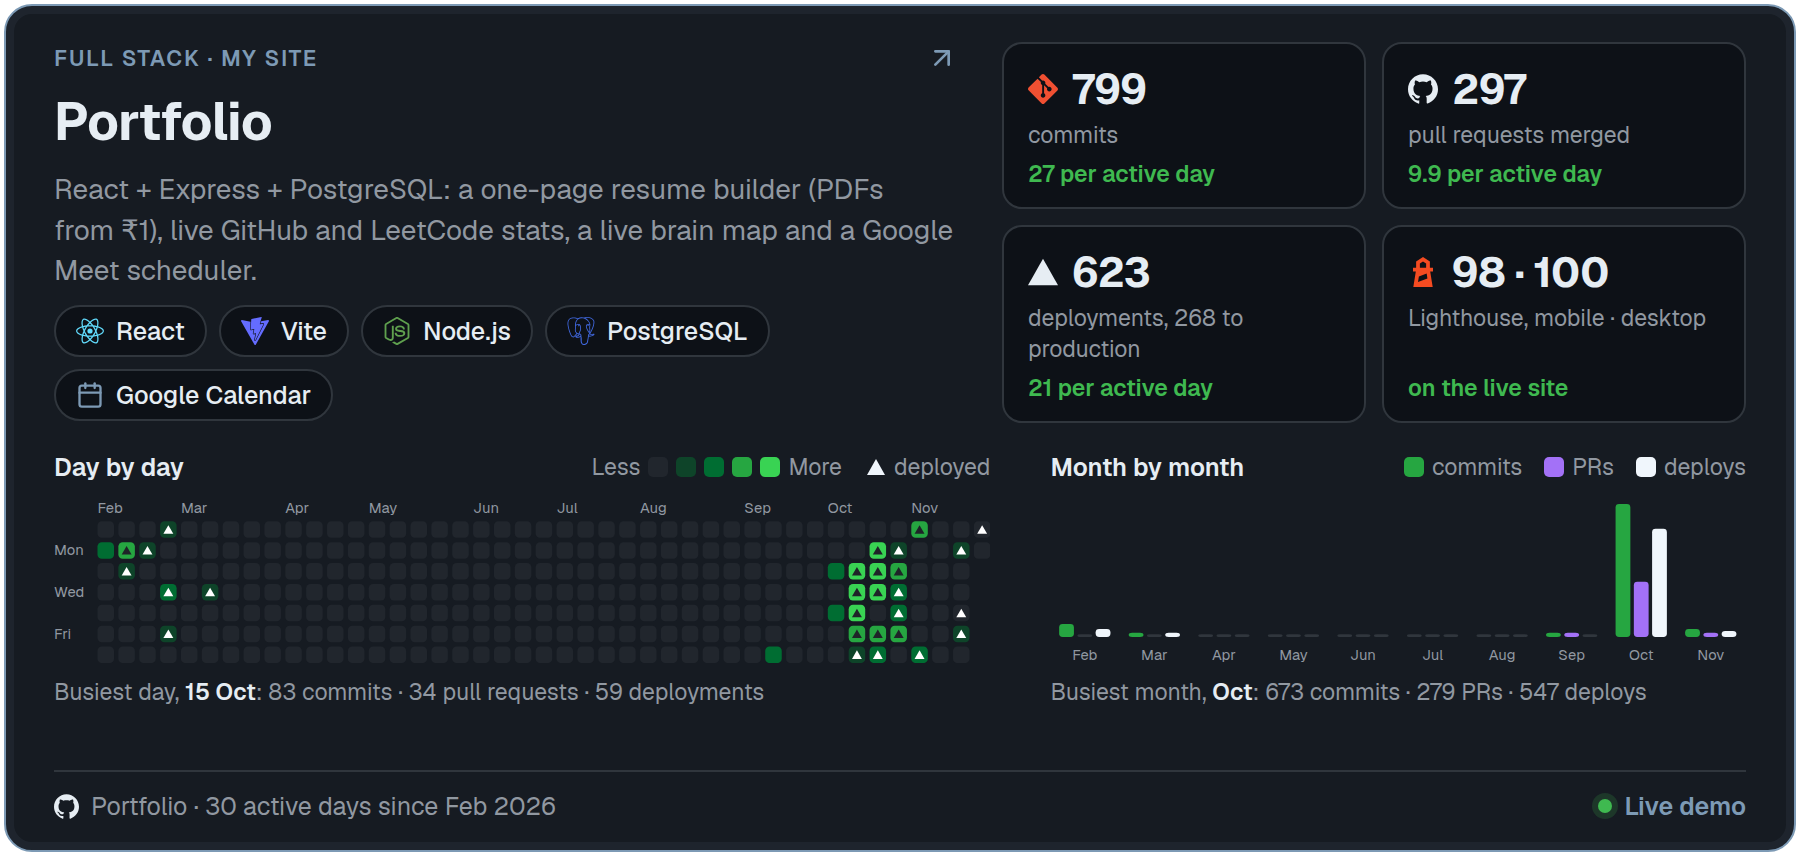 FULL STACK · MY SITE
Portfolio
React + Express + PostgreSQL: a one-page resume builder (PDFs
from ₹1), live GitHub and LeetCode stats, a live brain map and a Google
Meet scheduler.
React
Vite
Node.js
PostgreSQL
Google Calendar
799
commits
27 per active day
297
pull requests merged
9.9 per active day
623
deployments, 268 to
production
21 per active day
98 · 100
Lighthouse, mobile · desktop
on the live site
Day by day
Less More deployed
Feb Mar Apr May Jun Jul Aug Sep Oct Nov
Mon
Wed
Fri
Busiest day, 15 Oct: 83 commits · 34 pull requests · 59 deployments
Month by month
commits PRs deploys
Feb Mar Apr May Jun Jul Aug Sep Oct Nov
Busiest month, Oct: 673 commits · 279 PRs · 547 deploys
Portfolio · 30 active days since Feb 2026
Live demo